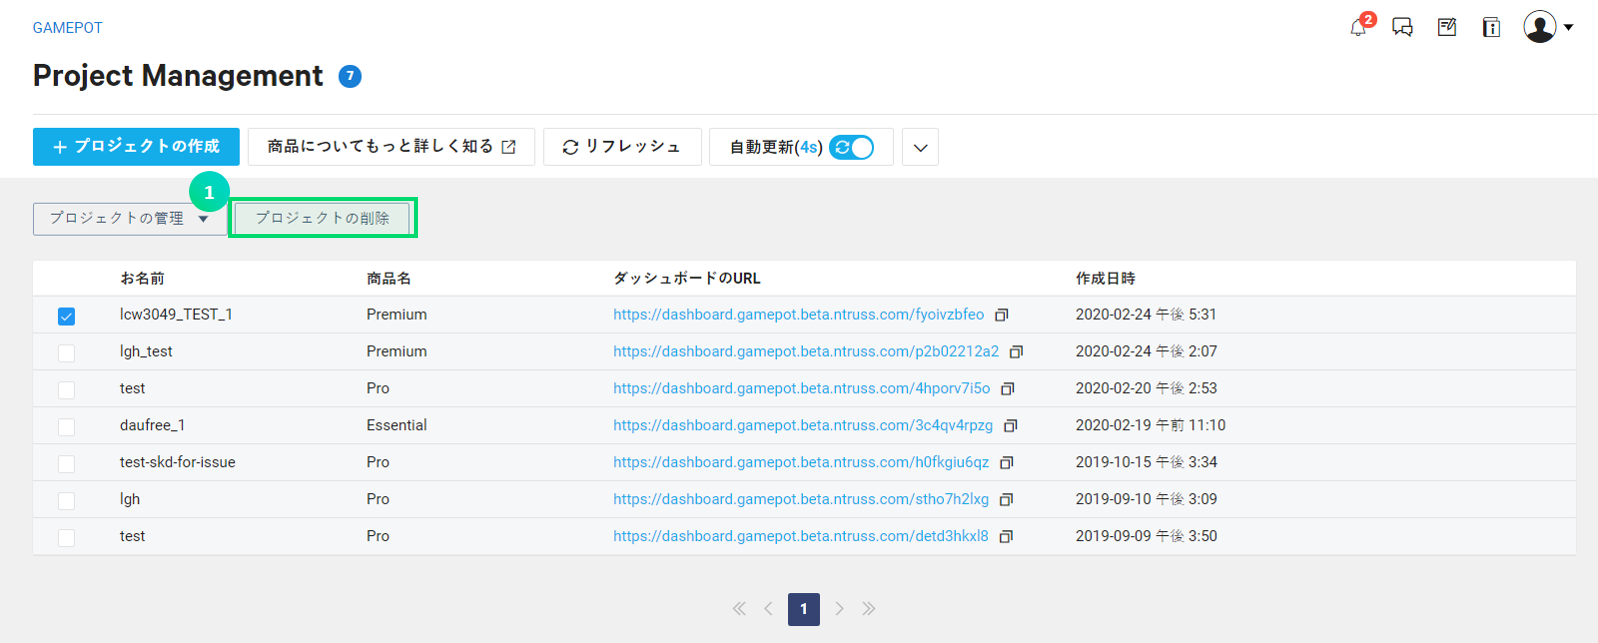 GAMEPOT
2
Project Management 7
+ プロジェクトの作成 商品についてもっと詳しく知る リフレッシュ 自動更新(4s)
1
プロジェクトの管理 プロジェクトの削除
お名前 商品名 ダッシュボードのURL 作成日時
lcw3049_TEST_1 Premium https://dashboard.gamepot.beta.ntruss.com/fyoivzbfeo 2020-02-24 午後 5:31
lgh_test Premium https://dashboard.gamepot.beta.ntruss.com/p2b02212a2 2020-02-24 午後 2:07
test Pro https://dashboard.gamepot.beta.ntruss.com/4hporv7i5o 2020-02-20 午後 2:53
daufree_1 Essential https://dashboard.gamepot.beta.ntruss.com/3c4qv4rpzg 2020-02-19 午前 11:10
test-skd-for-issue Pro https://dashboard.gamepot.beta.ntruss.com/h0fkgiu6qz 2019-10-15 午後 3:34
lgh Pro https://dashboard.gamepot.beta.ntruss.com/stho7h2lxg 2019-09-10 午後 3:09
test Pro https://dashboard.gamepot.beta.ntruss.com/detd3hkxl8 2019-09-09 午後 3:50
1